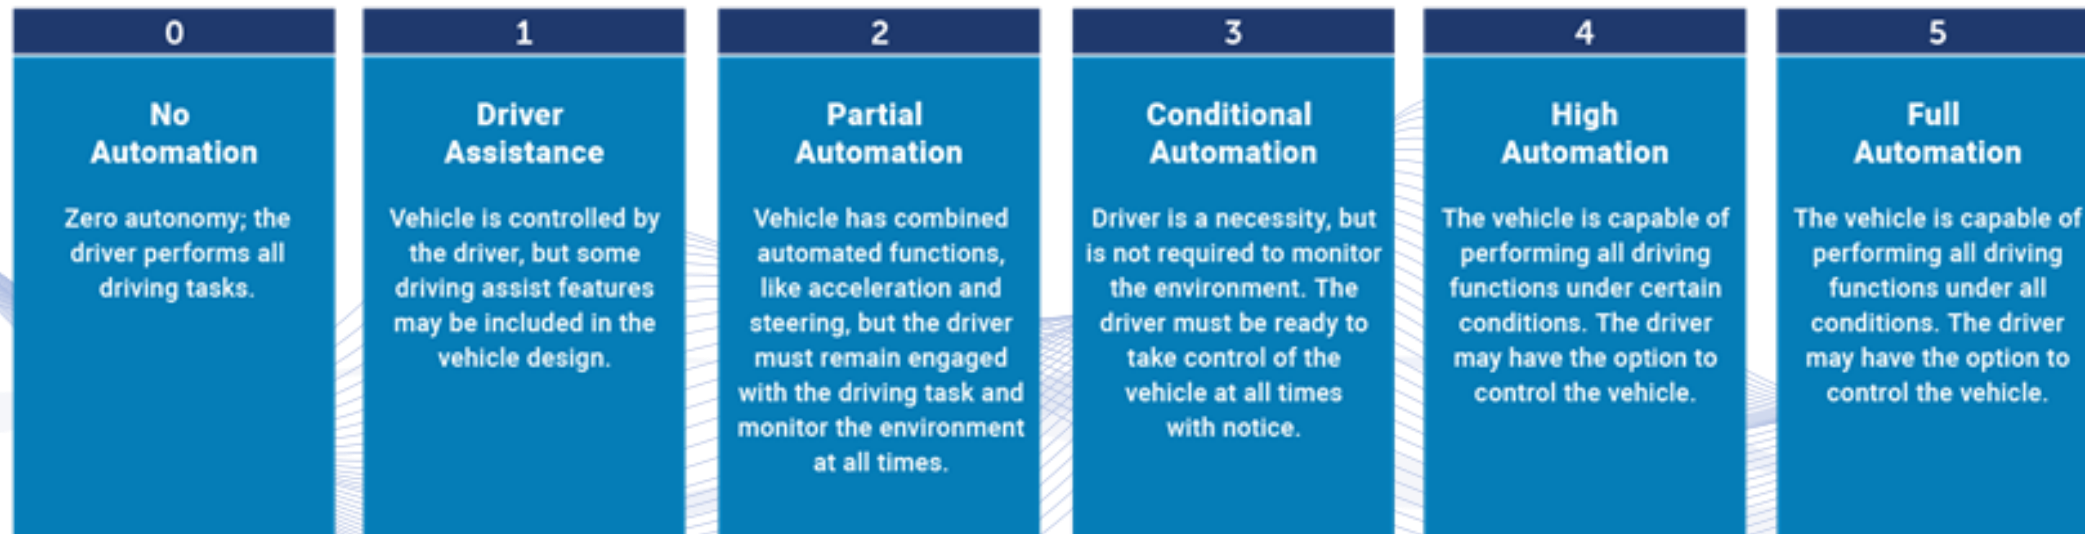 0
No
Automation
Zero autonomy; the
driver performs all
driving tasks.
1
Driver
Assistance
Vehicle is controlled by
the driver, but some
driving assist features
may be included in the
vehicle design.
2
Partial
Automation
Vehicle has combined
automated functions,
like acceleration and
steering, but the driver
must remain engaged
with the driving task and
monitor the environment
at all times.
3
Conditional
Automation
Driver is a necessity, but
is not required to monitor
the environment. The
driver must be ready to
take control of the
vehicle at all times
with notice.
4
High
Automation
The vehicle is capable of
performing all driving
functions under certain
conditions. The driver
may have the option to
control the vehicle.
5
Full
Automation
The vehicle is capable of
performing all driving
functions under all
conditions. The driver
may have the option to
control the vehicle.